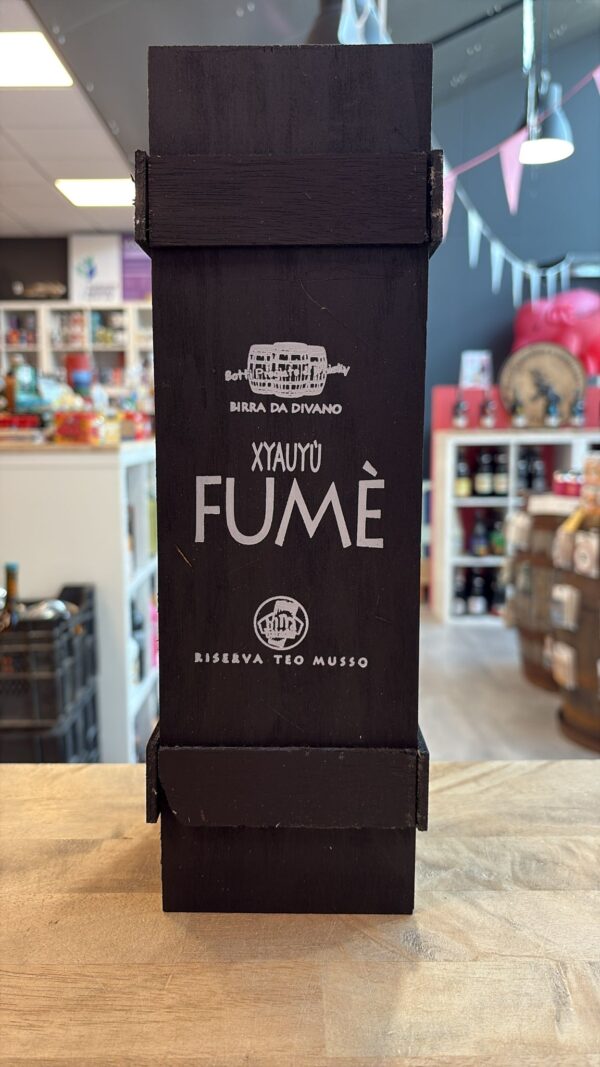 BIRRA DA DIVANO
XYAUYÙ
FUMÈ
RISERVA TEO MUSSO